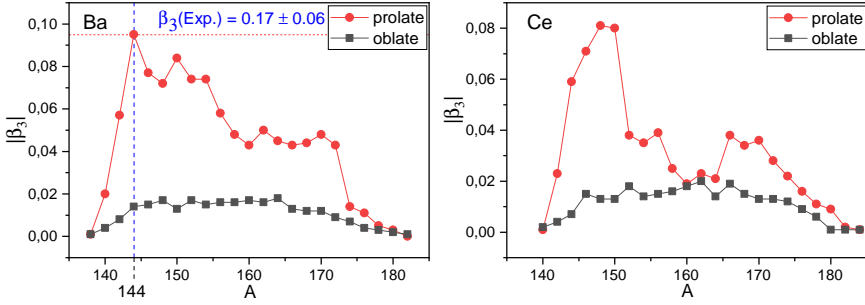 Ba
β₃(Exp.) = 0.17 ± 0.06
prolate
oblate
|β₃|
0,10
0,08
0,06
0,04
0,02
0,00
140
150
160
170
180
144
A
Ce
prolate
oblate
|β₃|
0,08
0,06
0,04
0,02
0,00
140
150
160
170
180
A